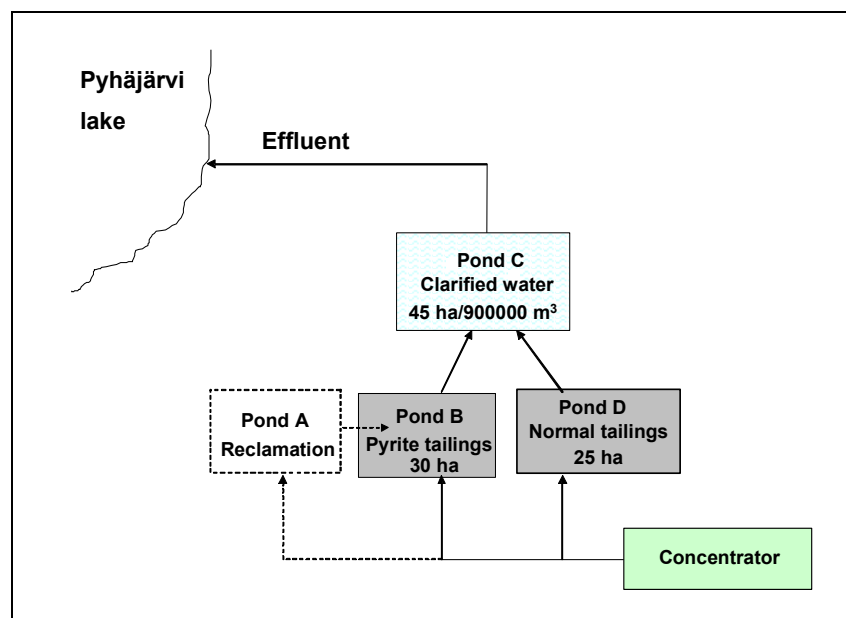 Pyhäjärvi
lake
Effluent
Pond C
Clarified water
45 ha/900000 m³
Pond A
Reclamation
Pond B
Pyrite tailings
30 ha
Pond D
Normal tailings
25 ha
Concentrator